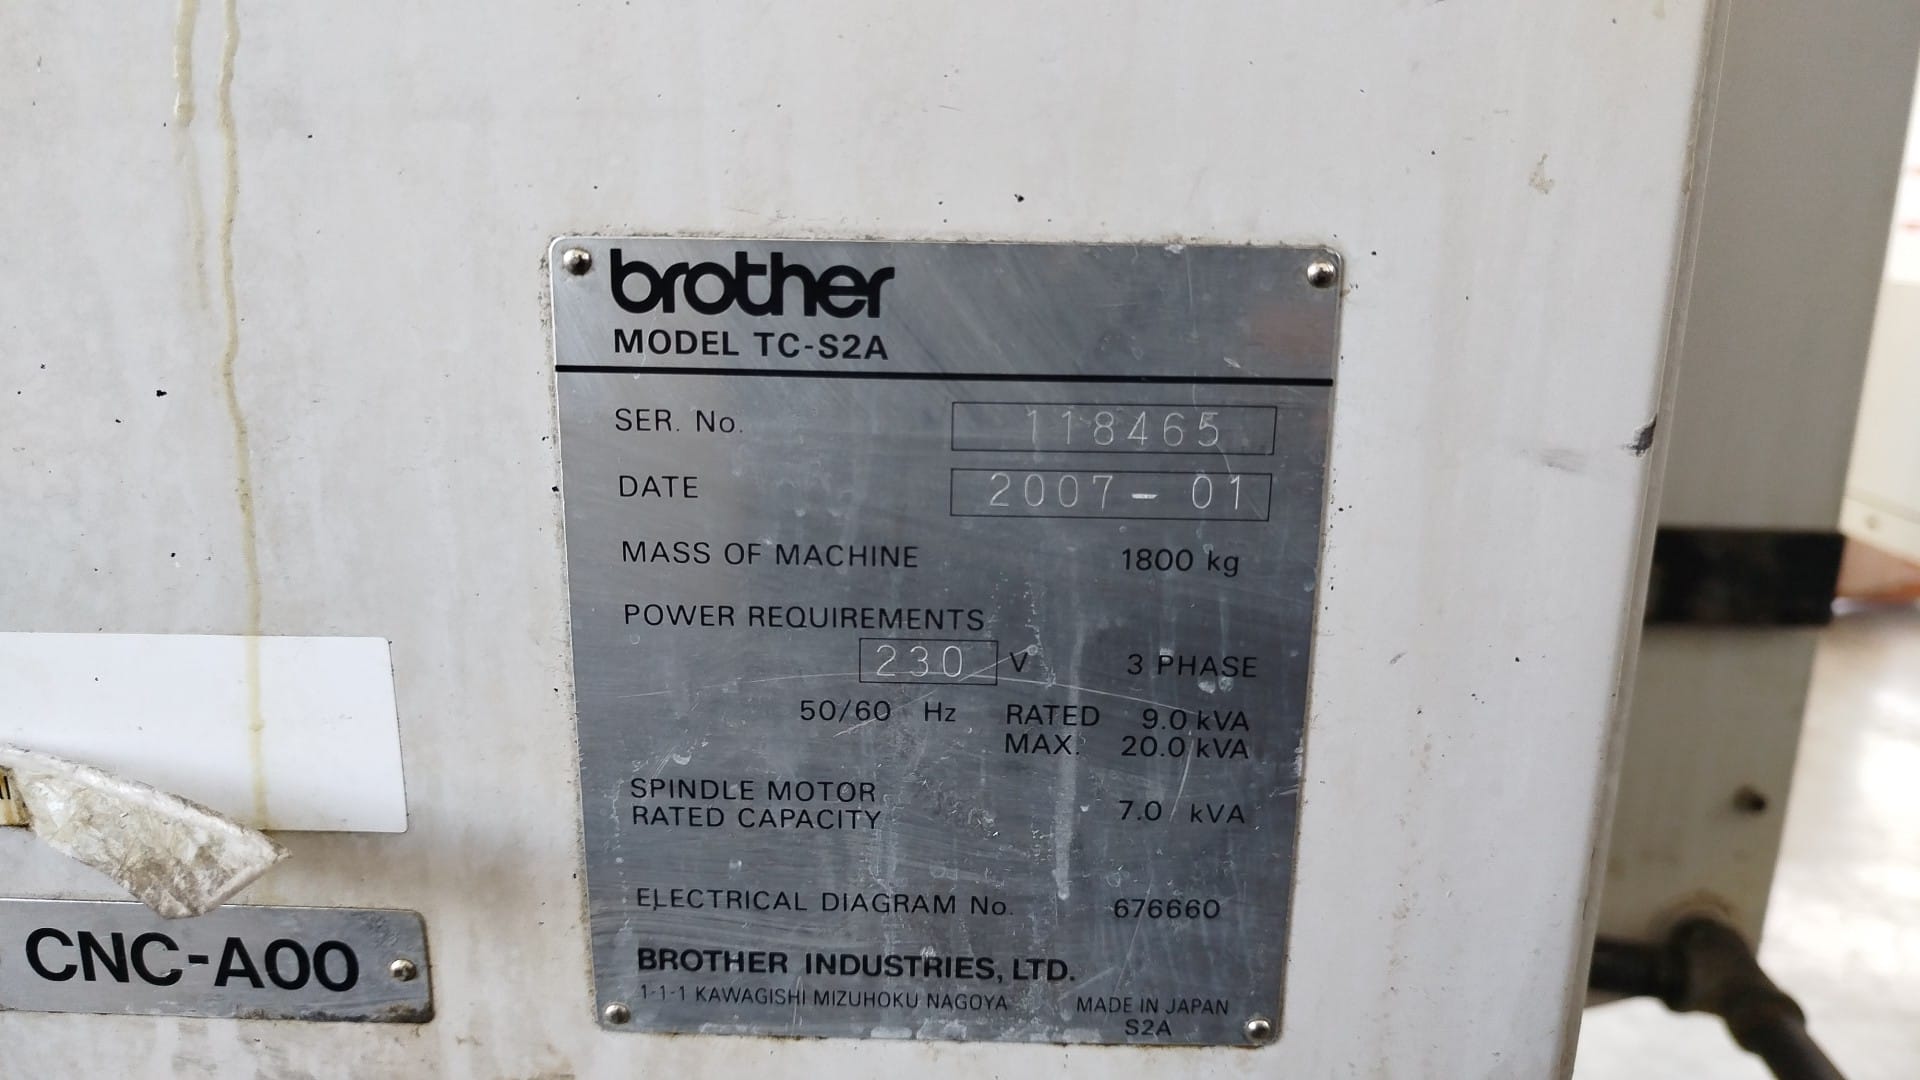 brother
MODEL TC-S2A
SER. No. 118465
DATE 2007-01
MASS OF MACHINE 1800 kg
POWER REQUIREMENTS
230 V 3 PHASE
50/60 Hz RATED 9.0 kVA
MAX. 20.0 kVA
SPINDLE MOTOR
RATED CAPACITY 7.0 kVA
ELECTRICAL DIAGRAM No. 676660
BROTHER INDUSTRIES, LTD.
1-1-1 KAWAGISHI MIZUHOKU NAGOYA MADE IN JAPAN
S2A
CNC-A00